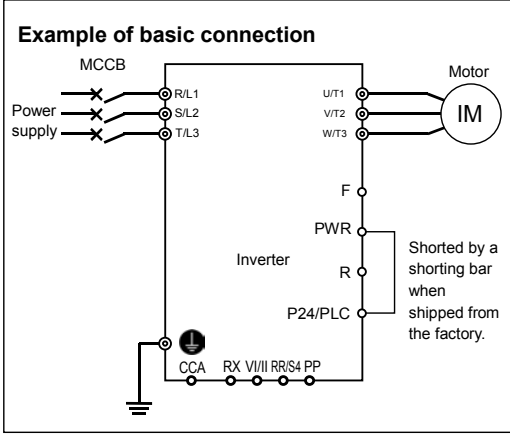 Example of basic connection
MCCB
Motor
Power
supply
R/L1
S/L2
T/L3
U/T1
V/T2
W/T3
IM
F
PWR
R
P24/PLC
Inverter
Shorted by a
shorting bar
when
shipped from
the factory.
CCA RX VI/II RR/S4 PP